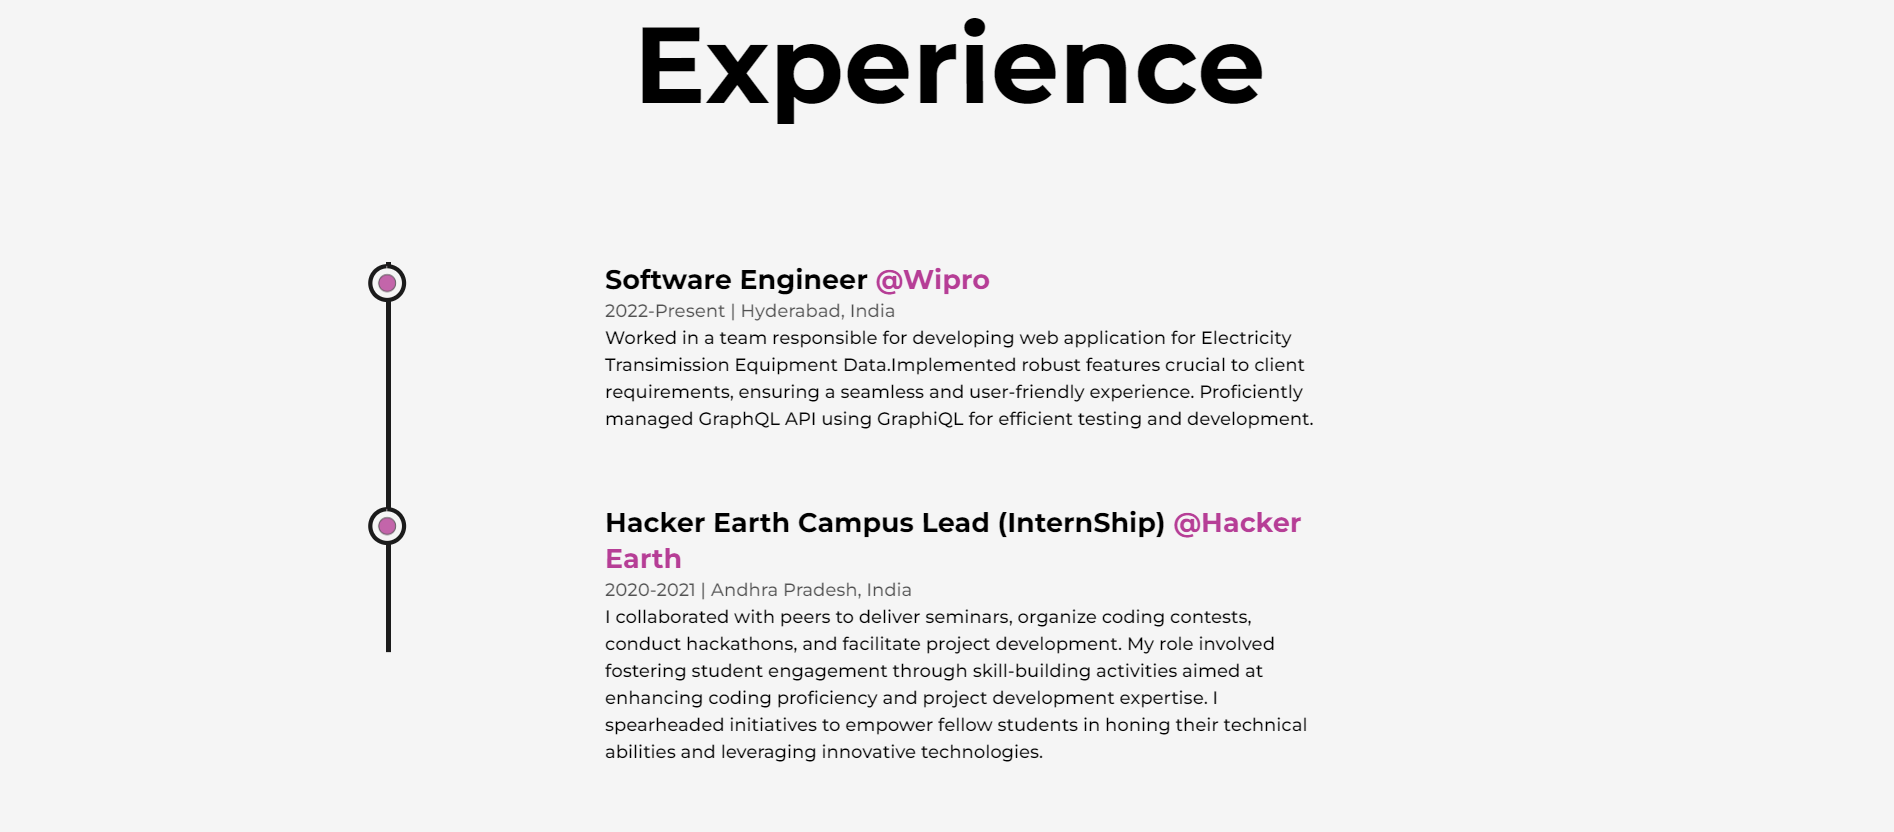 Experience
Software Engineer @Wipro
2022-Present | Hyderabad, India
Worked in a team responsible for developing web application for Electricity
Transimission Equipment Data.Implemented robust features crucial to client
requirements, ensuring a seamless and user-friendly experience. Proficiently
managed GraphQL API using GraphiQL for efficient testing and development.
Hacker Earth Campus Lead (InternShip) @Hacker
Earth
2020-2021 | Andhra Pradesh, India
I collaborated with peers to deliver seminars, organize coding contests,
conduct hackathons, and facilitate project development. My role involved
fostering student engagement through skill-building activities aimed at
enhancing coding proficiency and project development expertise. I
spearheaded initiatives to empower fellow students in honing their technical
abilities and leveraging innovative technologies.